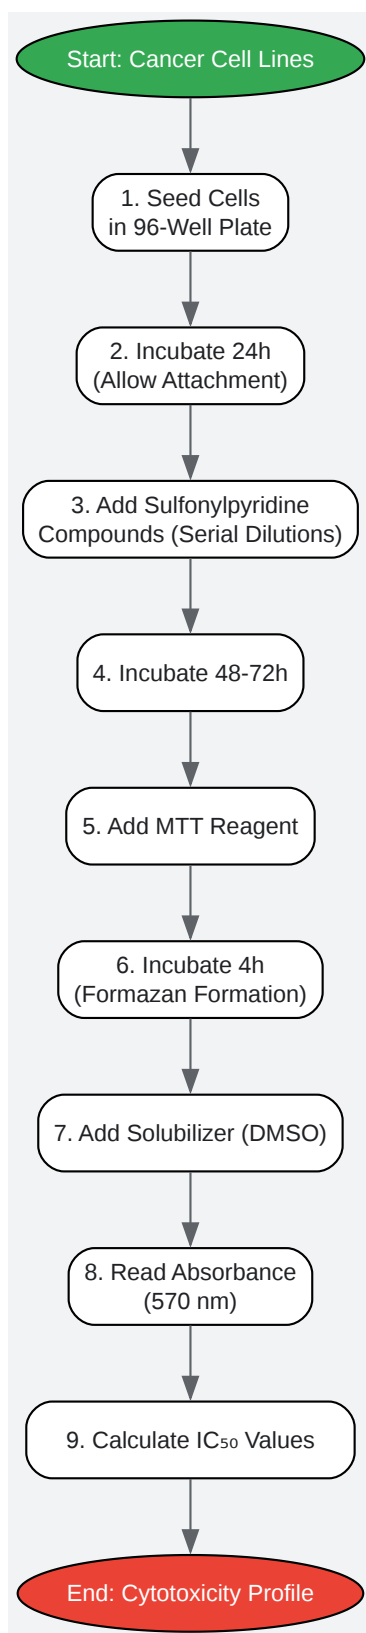 Start: Cancer Cell Lines
1. Seed Cells
in 96-Well Plate
2. Incubate 24h
(Allow Attachment)
3. Add Sulfonylpyridine
Compounds (Serial Dilutions)
4. Incubate 48-72h
5. Add MTT Reagent
6. Incubate 4h
(Formazan Formation)
7. Add Solubilizer (DMSO)
8. Read Absorbance
(570 nm)
9. Calculate IC₅₀ Values
End: Cytotoxicity Profile